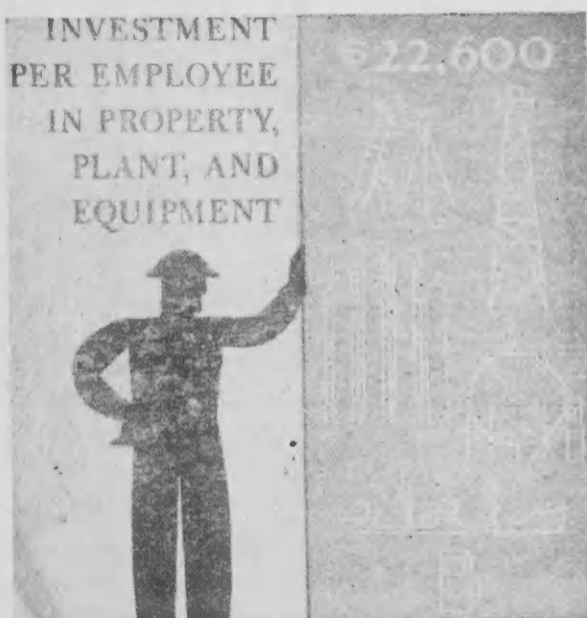 INVESTMENT
PER EMPLOYEE
IN PROPERTY,
PLANT, AND
EQUIPMENT
$22,600